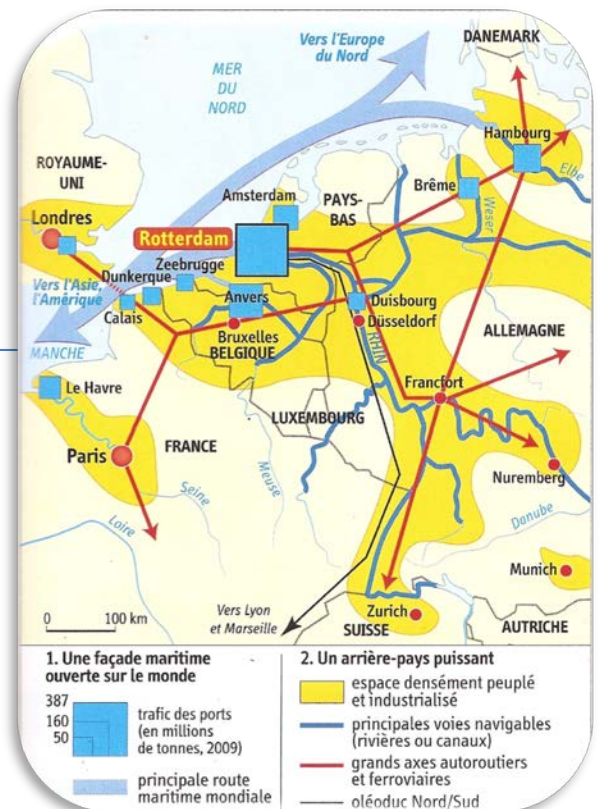 Vers l'Europe
du Nord
DANEMARK
MER
DU
NORD
Hambourg
Elbe
ROYAUME-
UNI
Amsterdam
PAYS-
BAS
Brême
Weser
Londres
Rotterdam
Zeebrugge
Dunkerque
Vers l'Asie,
l'Amérique
Anvers
Duisbourg
Calais
Düsseldorf
ALLEMAGNE
Bruxelles
BELGIQUE
RHIN
MANCHE
Le Havre
Francfort
LUXEMBOURG
Paris
FRANCE
Nuremberg
Meuse
Seine
Loire
Danube
Munich
0 100 km
Vers Lyon
et Marseille
Zurich
SUISSE
AUTRICHE
1. Une façade maritime
ouverte sur le monde
387
160
50
trafic des ports
(en millions
de tonnes, 2009)
principale route
maritime mondiale
2. Un arrière-pays puissant
espace densément peuplé
et industrialisé
principales voies navigables
(rivières ou canaux)
grands axes autoroutiers
et ferroviaires
oléoduc Nord/Sud